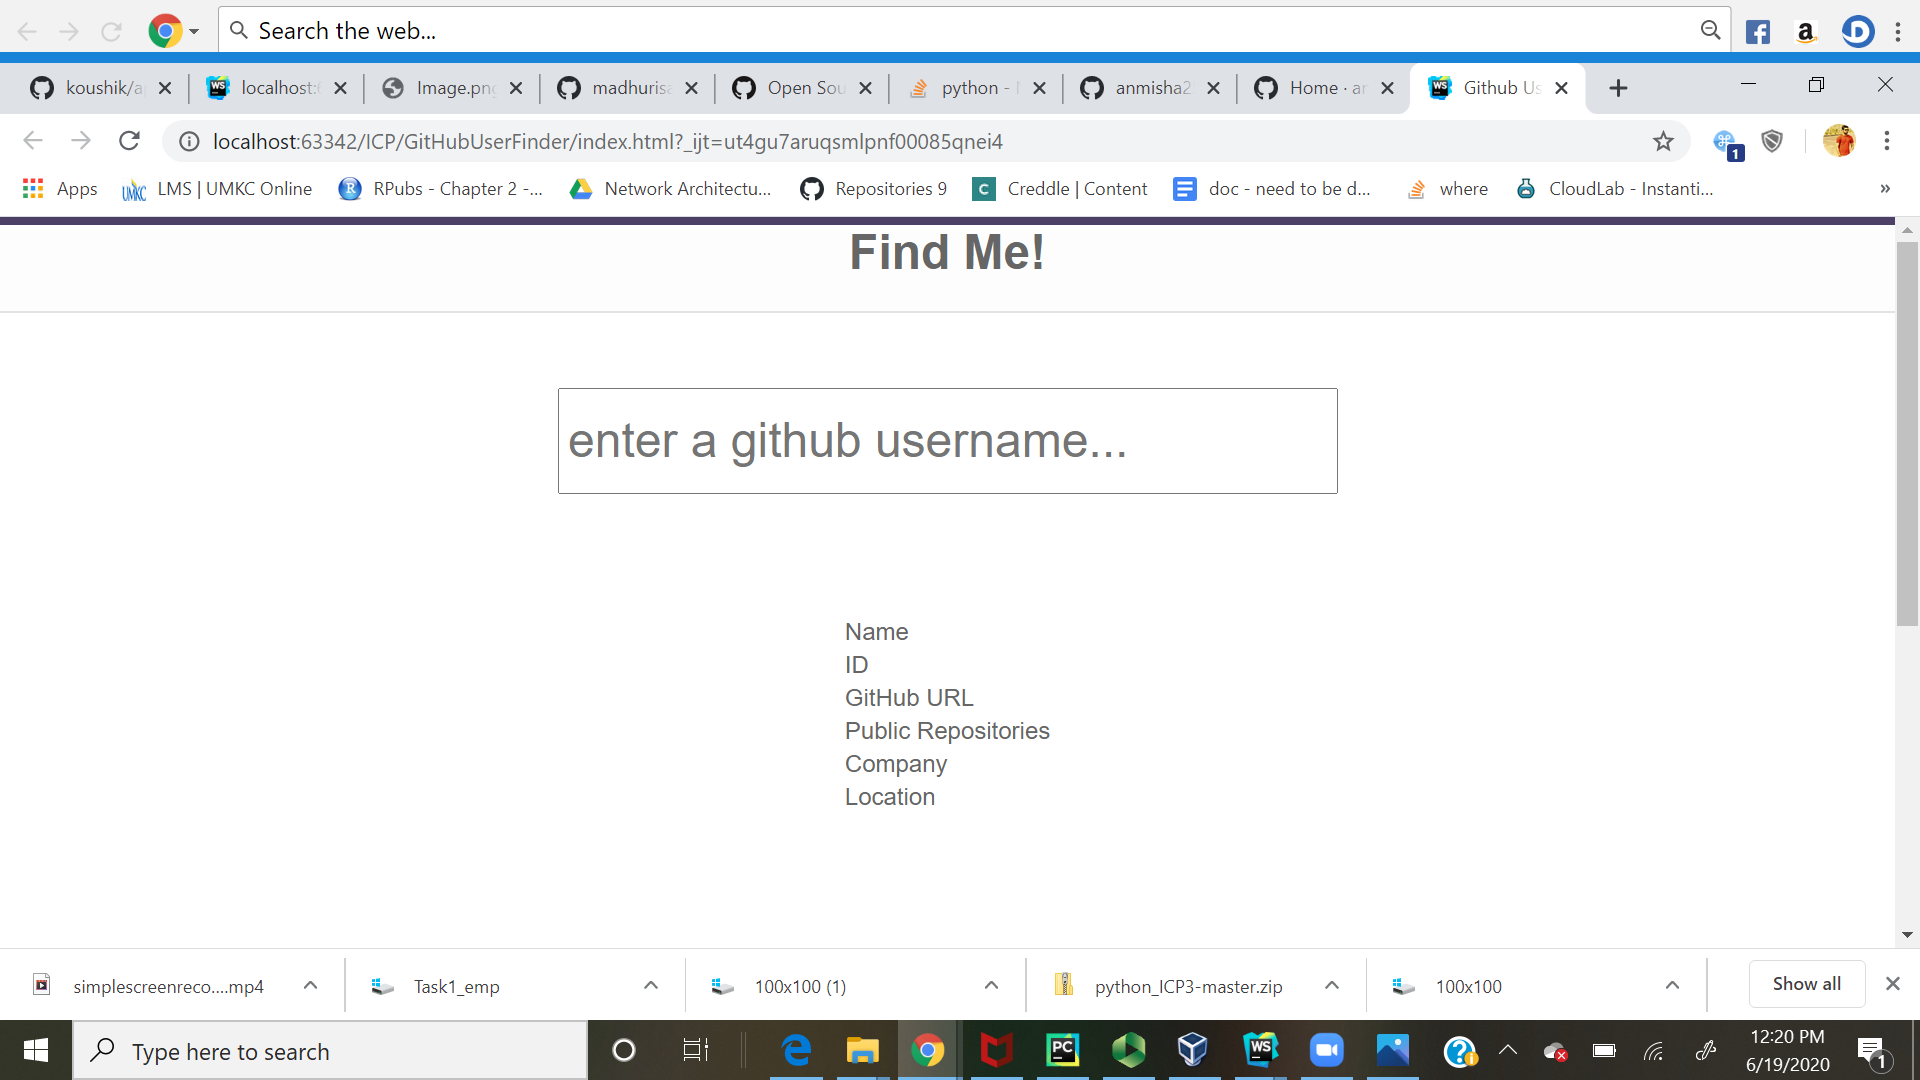 Search the web...
koushik/a
localhost:
Image.pn
madhuris
Open Sou
python -
anmisha2
Home · a
Github Us
localhost:63342/ICP/GitHubUserFinder/index.html?_ijt=ut4gu7aruqsmlpnf00085qnei4
1
Apps
LMS | UMKC Online
RPubs - Chapter 2 -...
Network Architectu...
Repositories 9
Creddle | Content
doc - need to be d...
where
CloudLab - Instanti...
»
Find Me!
enter a github username...
Name
ID
GitHub URL
Public Repositories
Company
Location
simplescreenreco....mp4
Task1_emp
100x100 (1)
python_ICP3-master.zip
100x100
Show all
Type here to search
PC
WS
12:20 PM
6/19/2020
1